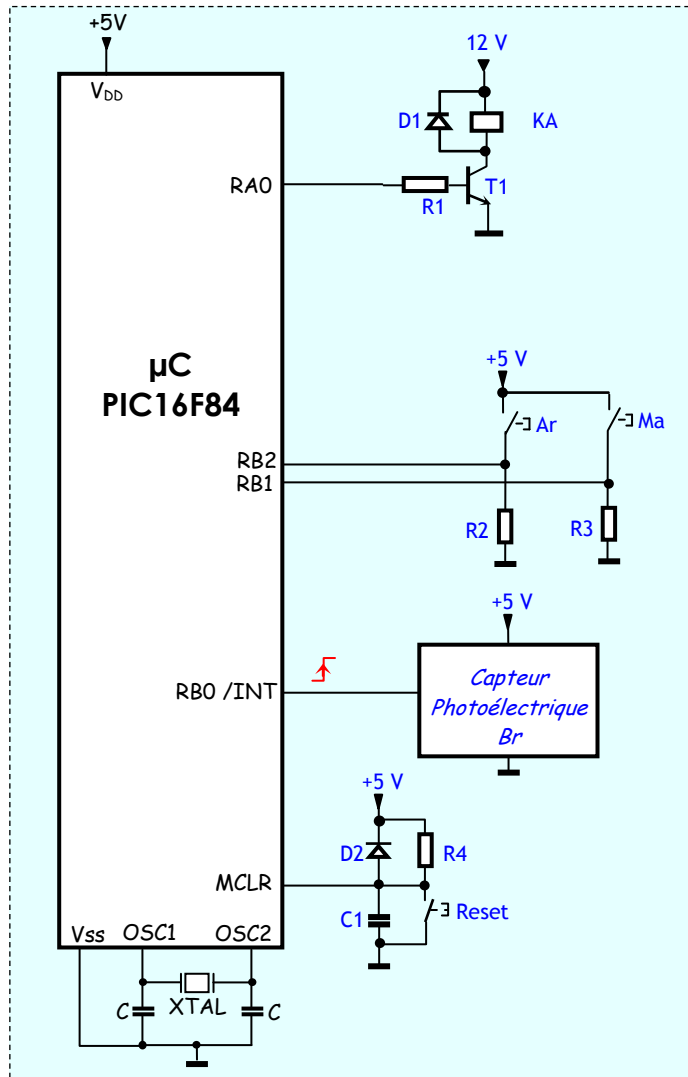 +5V
12 V
VDD
D1
KA
RA0
T1
R1
µC
PIC16F84
+5 V
Ar
Ma
RB2
RB1
R2
R3
+5 V
RB0 /INT
Capteur
Photoélectrique
Br
+5 V
D2
R4
MCLR
C1
Reset
Vss
OSC1
OSC2
C
XTAL
C